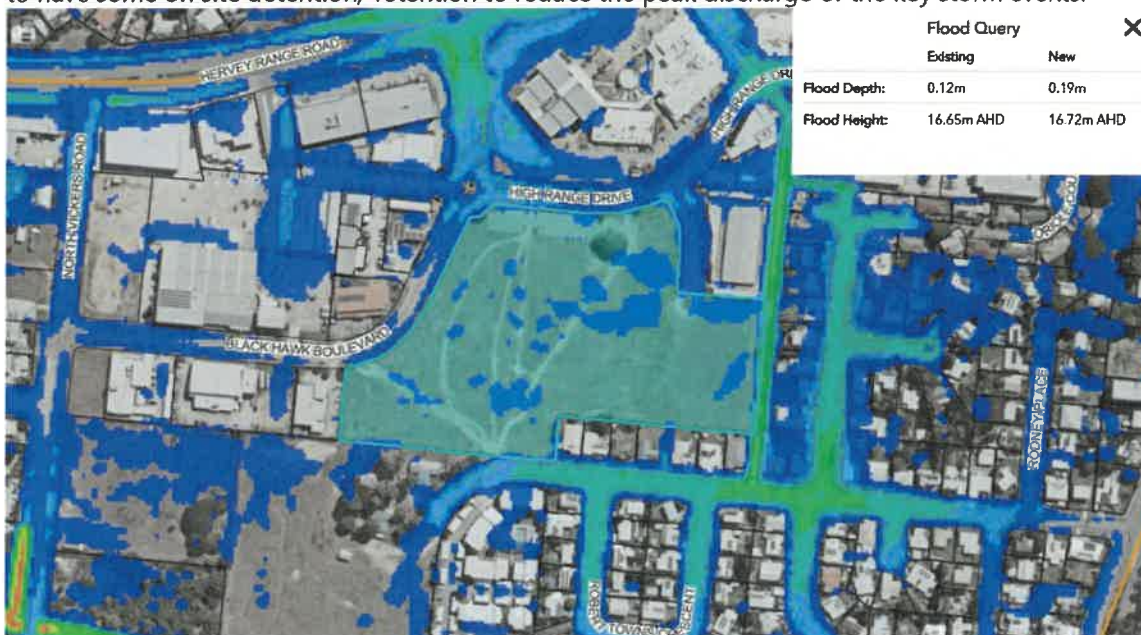 to have some on site detention/ retention to reduce the peak discharge of the key storm events.
Flood Query
Existing New
Flood Depth: 0.12m 0.19m
Flood Height: 16.65m AHD 16.72m AHD
HERVEY RANGE ROAD
HIGH RANGE DRI
NORTH VICKERS ROAD
HIGH RANGE DRIVE
BLACK HAWK BOULEVARD
RODNEY PLACE